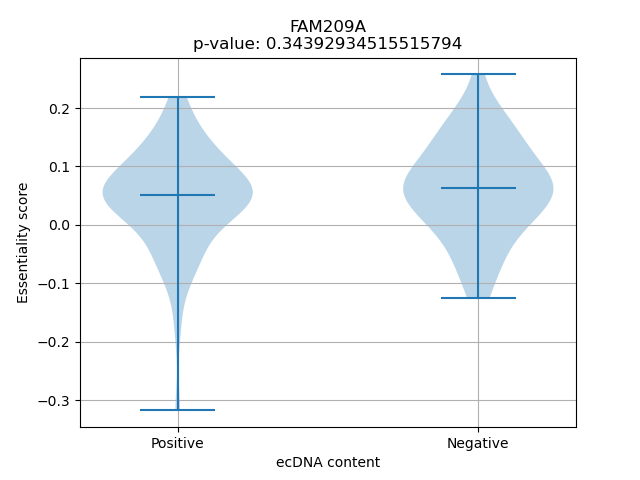 FAM209A
p-value: 0.34392934515515794
Essentiality score
0.2
0.1
0.0
−0.1
−0.2
−0.3
Positive
Negative
ecDNA content